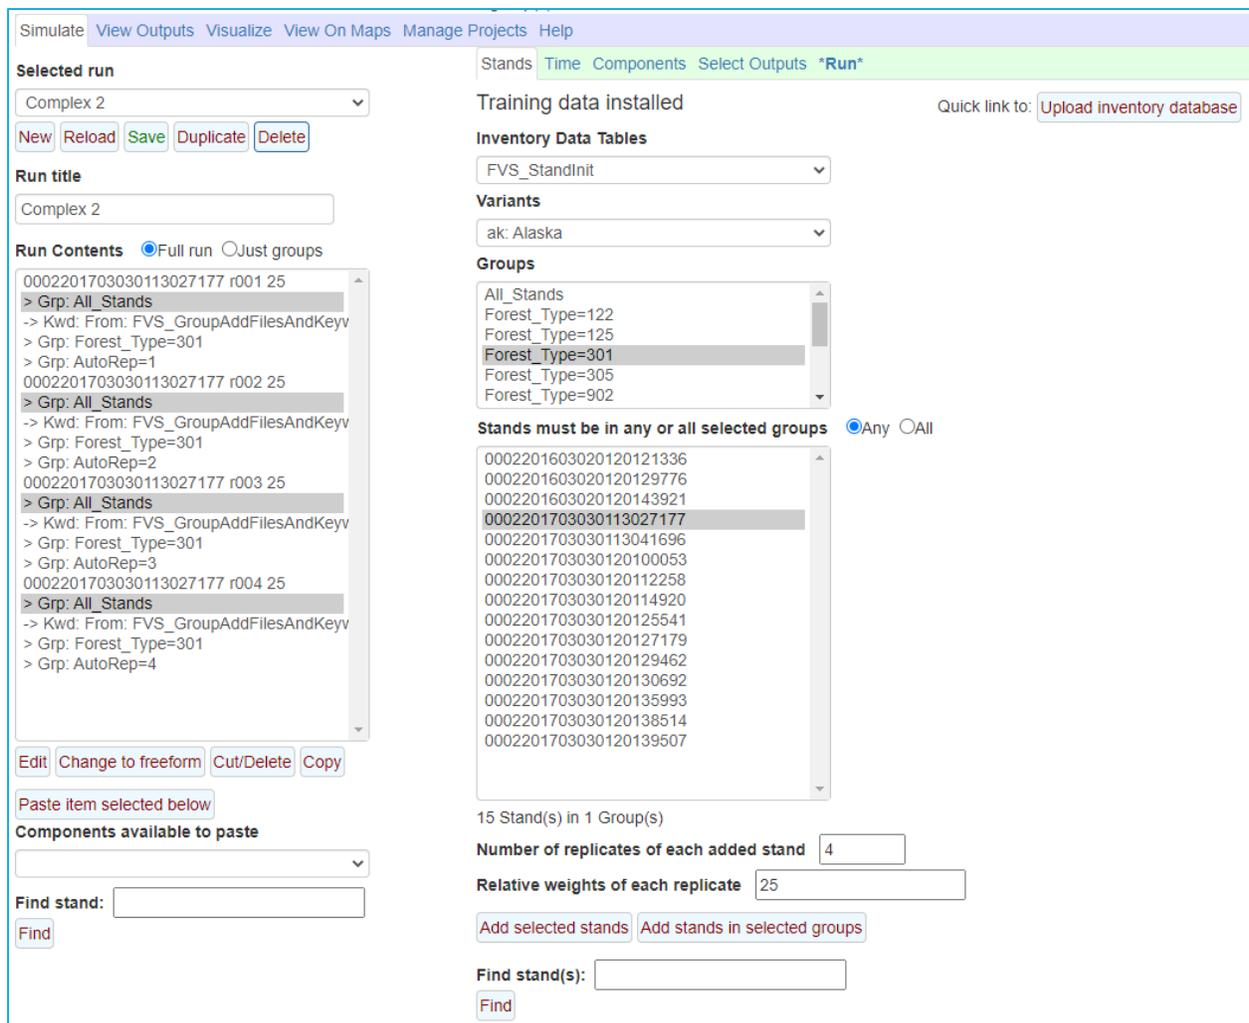 Simulate View Outputs Visualize View On Maps Manage Projects Help
Selected run
Complex 2
New Reload Save Duplicate Delete
Run title
Complex 2
Run Contents Full run Just groups
0002201703030113027177 r001 25
> Grp: All_Stands
-> Kwd: From: FVS_GroupAddFilesAndKeyw
> Grp: Forest_Type=301
> Grp: AutoRep=1
0002201703030113027177 r002 25
> Grp: All_Stands
-> Kwd: From: FVS_GroupAddFilesAndKeyw
> Grp: Forest_Type=301
> Grp: AutoRep=2
0002201703030113027177 r003 25
> Grp: All_Stands
-> Kwd: From: FVS_GroupAddFilesAndKeyw
> Grp: Forest_Type=301
> Grp: AutoRep=3
0002201703030113027177 r004 25
> Grp: All_Stands
-> Kwd: From: FVS_GroupAddFilesAndKeyw
> Grp: Forest_Type=301
> Grp: AutoRep=4
Edit Change to freeform Cut/Delete Copy
Paste item selected below
Components available to paste
Find stand:
Find
Stands Time Components Select Outputs *Run*
Training data installed
Quick link to: Upload inventory database
Inventory Data Tables
FVS_StandInit
Variants
ak: Alaska
Groups
All_Stands
Forest_Type=122
Forest_Type=125
Forest_Type=301
Forest_Type=305
Forest_Type=902
Stands must be in any or all selected groups Any All
0002201603020120121336
0002201603020120129776
0002201603020120143921
0002201703030113027177
0002201703030113041696
0002201703030120100053
0002201703030120112258
0002201703030120114920
0002201703030120125541
0002201703030120127179
0002201703030120129462
0002201703030120130692
0002201703030120135993
0002201703030120138514
0002201703030120139507
15 Stand(s) in 1 Group(s)
Number of replicates of each added stand 4
Relative weights of each replicate 25
Add selected stands Add stands in selected groups
Find stand(s):
Find